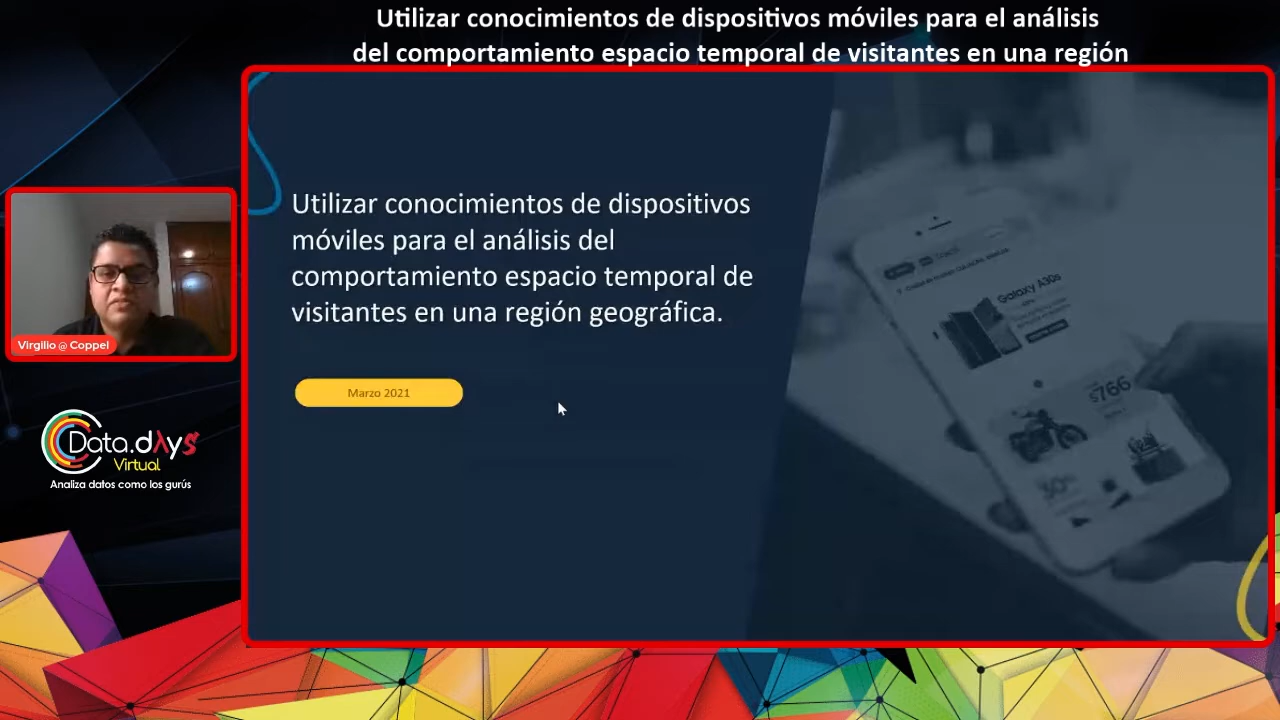 Utilizar conocimientos de dispositivos móviles para el análisis
del comportamiento espacio temporal de visitantes en una región
Utilizar conocimientos de dispositivos
móviles para el análisis del
comportamiento espacio temporal de
visitantes en una región geográfica.
Marzo 2021
Galaxy A30s
$766
Virgilio @ Coppel
Data.dAys
Virtual
Analiza datos como los gurús